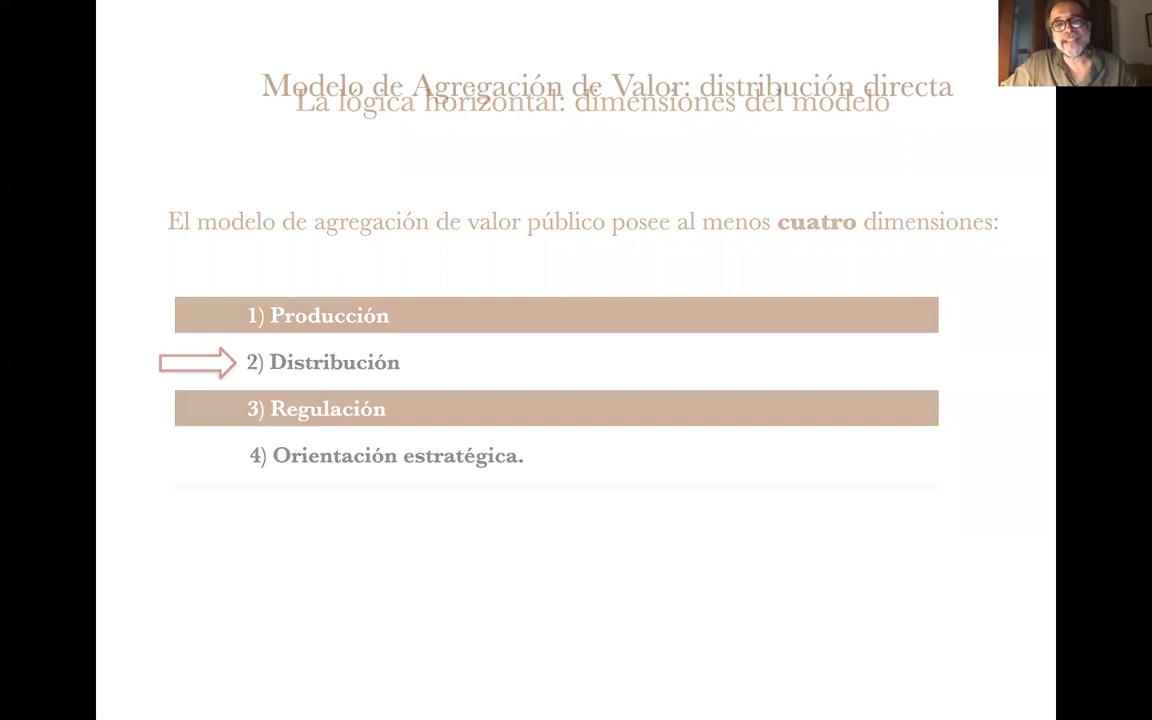 Modelo de Agregación de Valor: distribución directa
La lógica horizontal: dimensiones del modelo
El modelo de agregación de valor público posee al menos cuatro dimensiones:
1) Producción
2) Distribución
3) Regulación
4) Orientación estratégica.